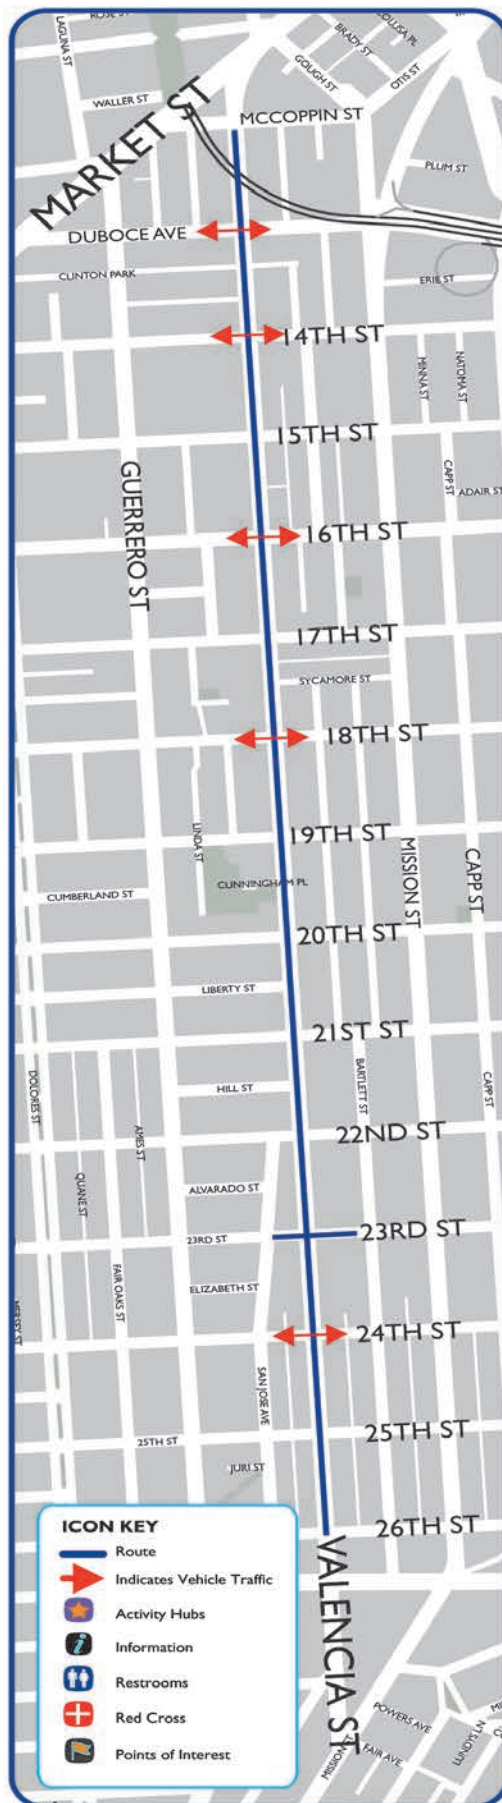 ROSE ST
LAGUNA ST
COLUSA PL
BRADY ST
GOUGH ST
OTIS ST
WALLER ST
MARKET ST
MCCOPPIN ST
PLUM ST
DUBOCE AVE
CLINTON PARK
ERIE ST
14TH ST
MINNA ST
NATOMA ST
15TH ST
GUERRERO ST
CAPP ST
ADAIR ST
16TH ST
17TH ST
SYCAMORE ST
18TH ST
LINDA ST
19TH ST
MISSION ST
CAPP ST
CUNNINGHAM PL
CUMBERLAND ST
20TH ST
LIBERTY ST
21ST ST
DOLORES ST
HILL ST
BARTLETT ST
CAPP ST
AMES ST
22ND ST
QUANE ST
ALVARADO ST
23RD ST
23RD ST
FAIR OAKS ST
ELIZABETH ST
24TH ST
SAN JOSE AVE
25TH ST
25TH ST
JURI ST
26TH ST
VALENCIA ST
ICON KEY
Route
Indicates Vehicle Traffic
Activity Hubs
i
Information
Restrooms
Red Cross
Points of Interest
POWERS AVE
FAIR AVE
LUNDYS LN
MISSION